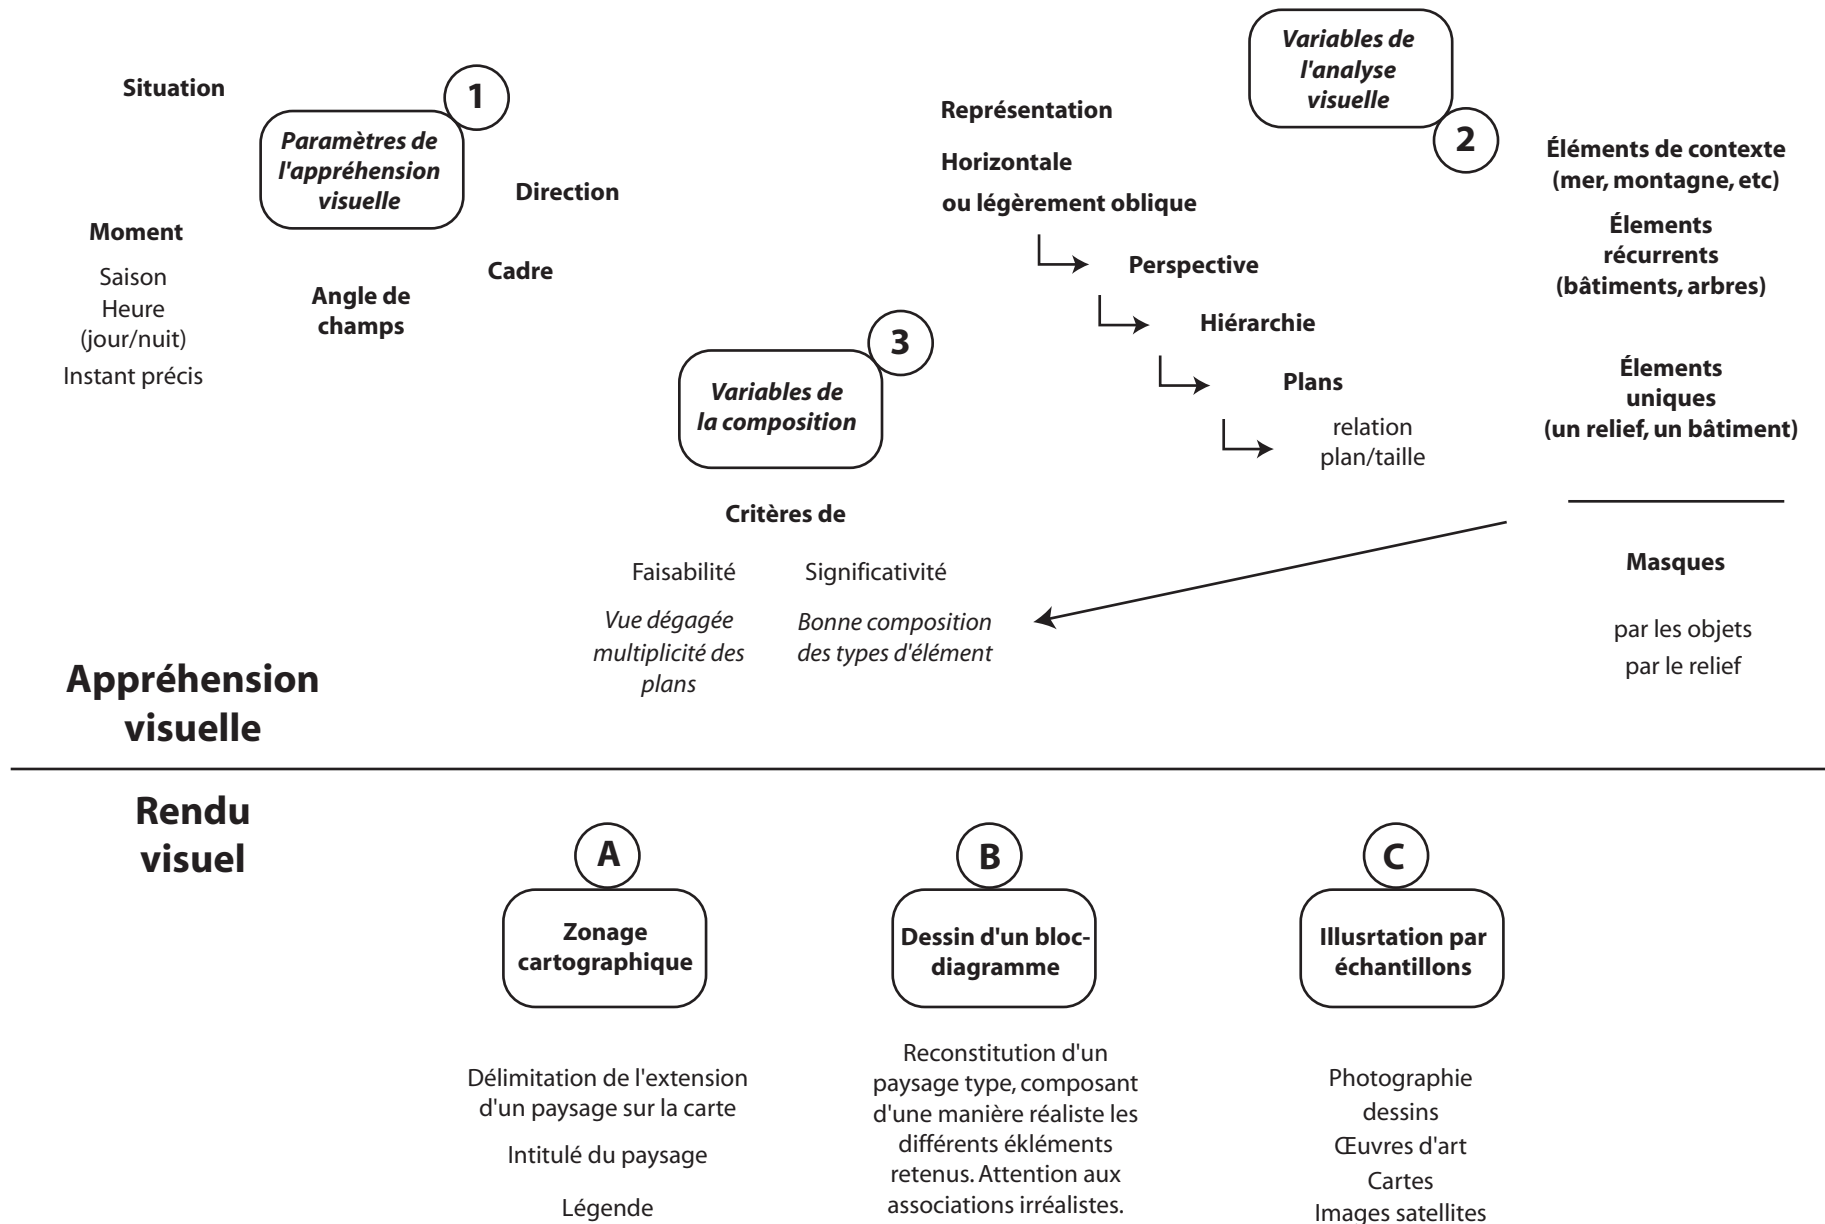 Situation
1
Paramètres de
l'appréhension
visuelle
Direction
Moment
Saison
Heure
(jour/nuit)
Instant précis
Angle de
champs
Cadre
Variables de
l'analyse
visuelle
2
Représentation
Horizontale
ou légèrement oblique
Perspective
Hiérarchie
Plans
relation
plan/taille
Éléments de contexte
(mer, montagne, etc)
Élements
récurrents
(bâtiments, arbres)
Élements
uniques
(un relief, un bâtiment)
Masques
par les objets
par le relief
3
Variables de
la composition
Critères de
Faisabilité
Vue dégagée
multiplicité des
plans
Significativité
Bonne composition
des types d'élément
Appréhension
visuelle
Rendu
visuel
A
Zonage
cartographique
Délimitation de l'extension
d'un paysage sur la carte
Intitulé du paysage
Légende
B
Dessin d'un bloc-
diagramme
Reconstitution d'un
paysage type, composant
d'une manière réaliste les
différents ékléments
retenus. Attention aux
associations irréalistes.
C
Illusrtation par
échantillons
Photographie
dessins
Œuvres d'art
Cartes
Images satellites